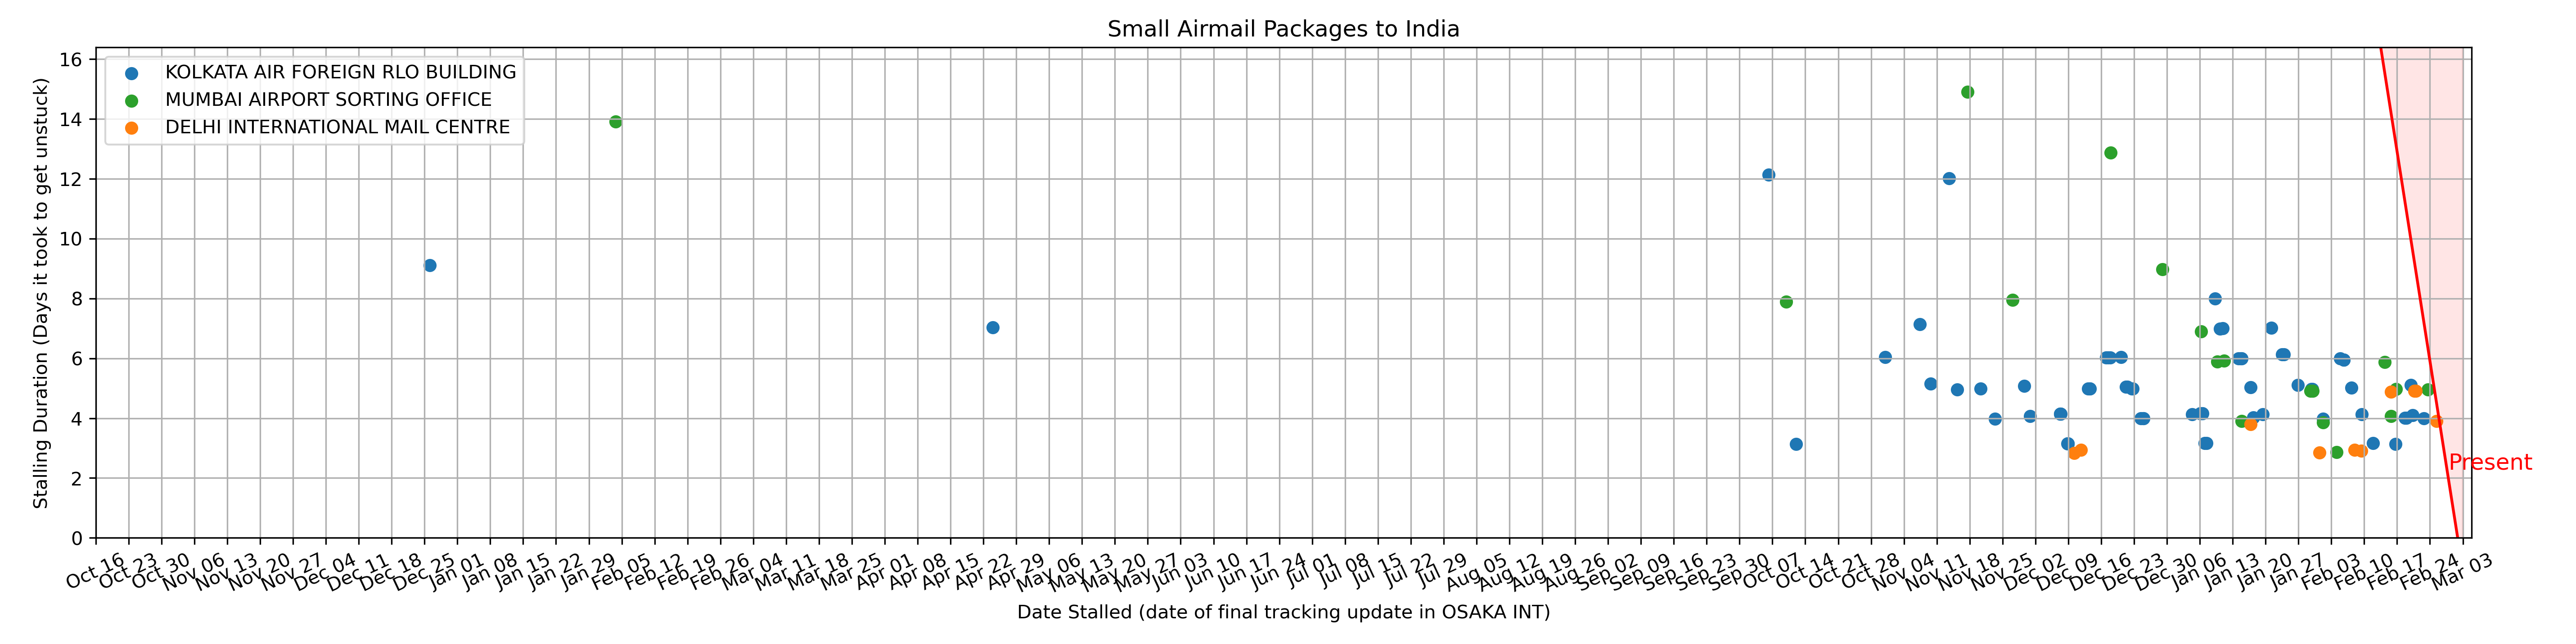 Small Airmail Packages to India
Stalling Duration (Days it took to get unstuck)
16
14
12
10
8
6
4
2
0
KOLKATA AIR FOREIGN RLO BUILDING
MUMBAI AIRPORT SORTING OFFICE
DELHI INTERNATIONAL MAIL CENTRE
Present
Oct 16
Oct 23
Oct 30
Nov 06
Nov 13
Nov 20
Nov 27
Dec 04
Dec 11
Dec 18
Dec 25
Jan 01
Jan 08
Jan 15
Jan 22
Jan 29
Feb 05
Feb 12
Feb 19
Feb 26
Mar 04
Mar 11
Mar 18
Mar 25
Apr 01
Apr 08
Apr 15
Apr 22
Apr 29
May 06
May 13
May 20
May 27
Jun 03
Jun 10
Jun 17
Jun 24
Jul 01
Jul 08
Jul 15
Jul 22
Jul 29
Aug 05
Aug 12
Aug 19
Aug 26
Sep 02
Sep 09
Sep 16
Sep 23
Sep 30
Oct 07
Oct 14
Oct 21
Oct 28
Nov 04
Nov 11
Nov 18
Nov 25
Dec 02
Dec 09
Dec 16
Dec 23
Dec 30
Jan 06
Jan 13
Jan 20
Jan 27
Feb 03
Feb 10
Feb 17
Feb 24
Mar 03
Date Stalled (date of final tracking update in OSAKA INT)